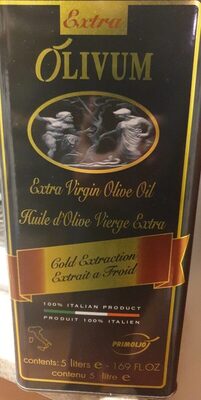 Extra
ÓLIVUM
Extra Virgin Olive Oil
Huile d'Olive Vierge Extra
Cold Extraction
Extrait a Froid
100% ITALIAN PRODUCT
PRODUIT 100% ITALIEN
PRIMOLIO
contents: 5 liters e - 169 FL OZ
contenu 5 litre e